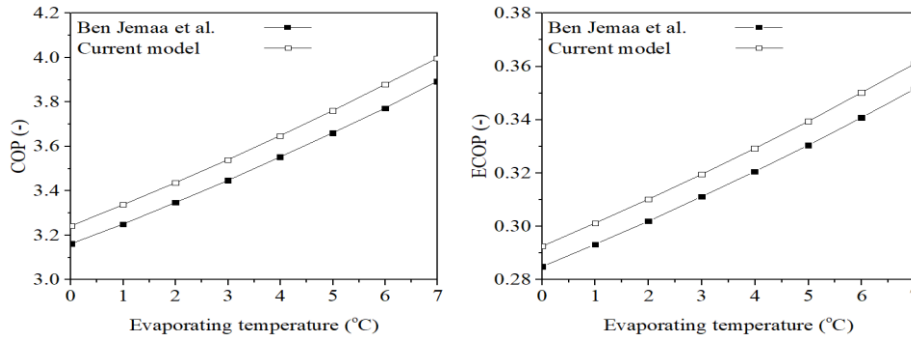 4.2
4.0
3.8
3.6
3.4
3.2
3.0
COP (-)
Ben Jemaa et al.
Current model
0 1 2 3 4 5 6 7
Evaporating temperature (°C)
0.38
0.36
0.34
0.32
0.30
0.28
ECOP (-)
Ben Jemaa et al.
Current model
0 1 2 3 4 5 6
Evaporating temperature (°C)